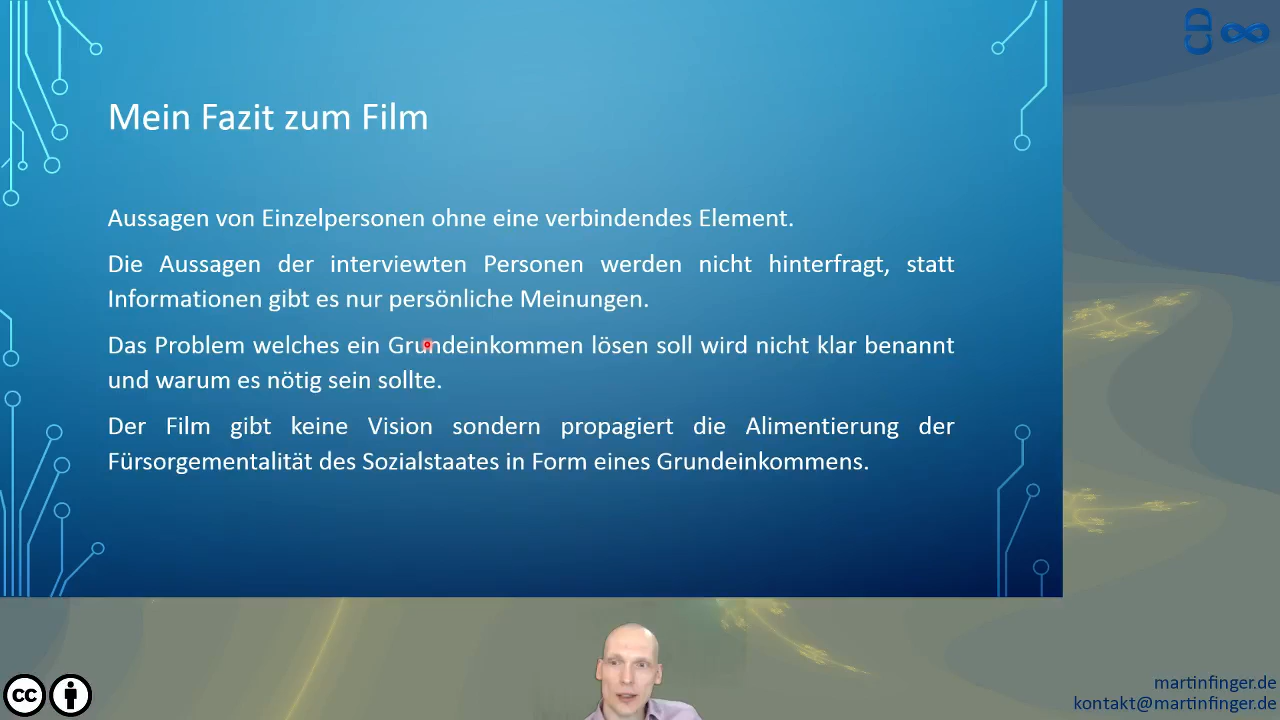 CD
Mein Fazit zum Film
Aussagen von Einzelpersonen ohne eine verbindendes Element.
Die Aussagen der interviewten Personen werden nicht hinterfragt, statt
Informationen gibt es nur persönliche Meinungen.
Das Problem welches ein Grundeinkommen lösen soll wird nicht klar benannt
und warum es nötig sein sollte.
Der Film gibt keine Vision sondern propagiert die Alimentierung der
Fürsorgementalität des Sozialstaates in Form eines Grundeinkommens.
cc
martinfinger.de
kontakt@martinfinger.de